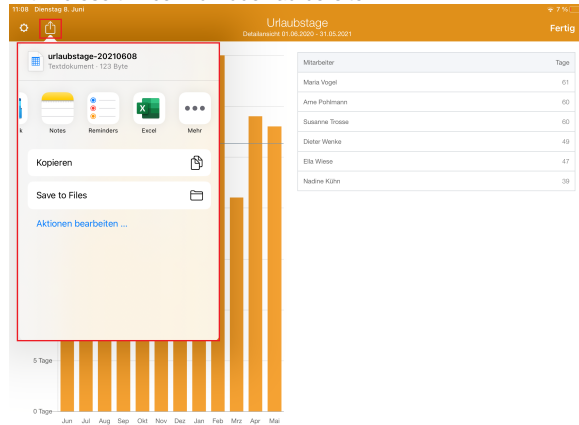 11:08 Dienstag 8. Juni
7 %
Urlaubstage
Detailansicht 01.06.2020 - 31.05.2021
Fertig
urlaubstage-20210608
Textdokument · 123 Byte
k
Notes
Reminders
Excel
Mehr
Kopieren
Save to Files
Aktionen bearbeiten ...
Mitarbeiter Tage
Maria Vogel 61
Arne Pohlmann 60
Susanne Trosse 60
Dieter Wenke 49
Ella Wiese 47
Nadine Kühn 39
5 Tage
0 Tage
Jun Jul Aug Sep Okt Nov Dez Jan Feb Mrz Apr Mai